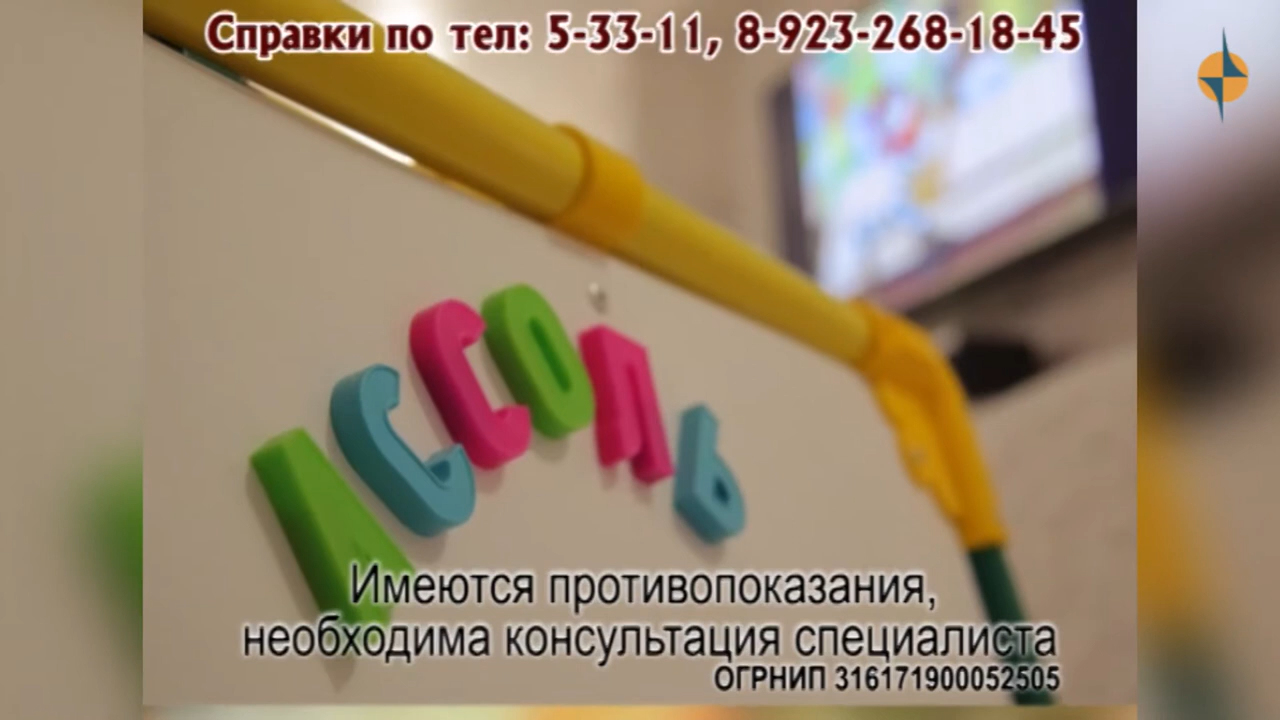 Справки по тел: 5-33-11, 8-923-268-18-45
АССОЛЬ
Имеются противопоказания,
необходима консультация специалиста
ОГРНИП 316171900052505